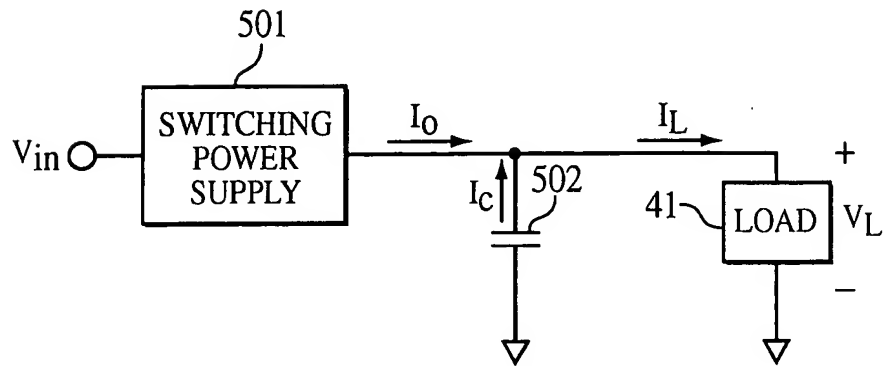 501
SWITCHING
POWER
SUPPLY
Vin
IO
IC
502
IL
41
LOAD
+
VL
−